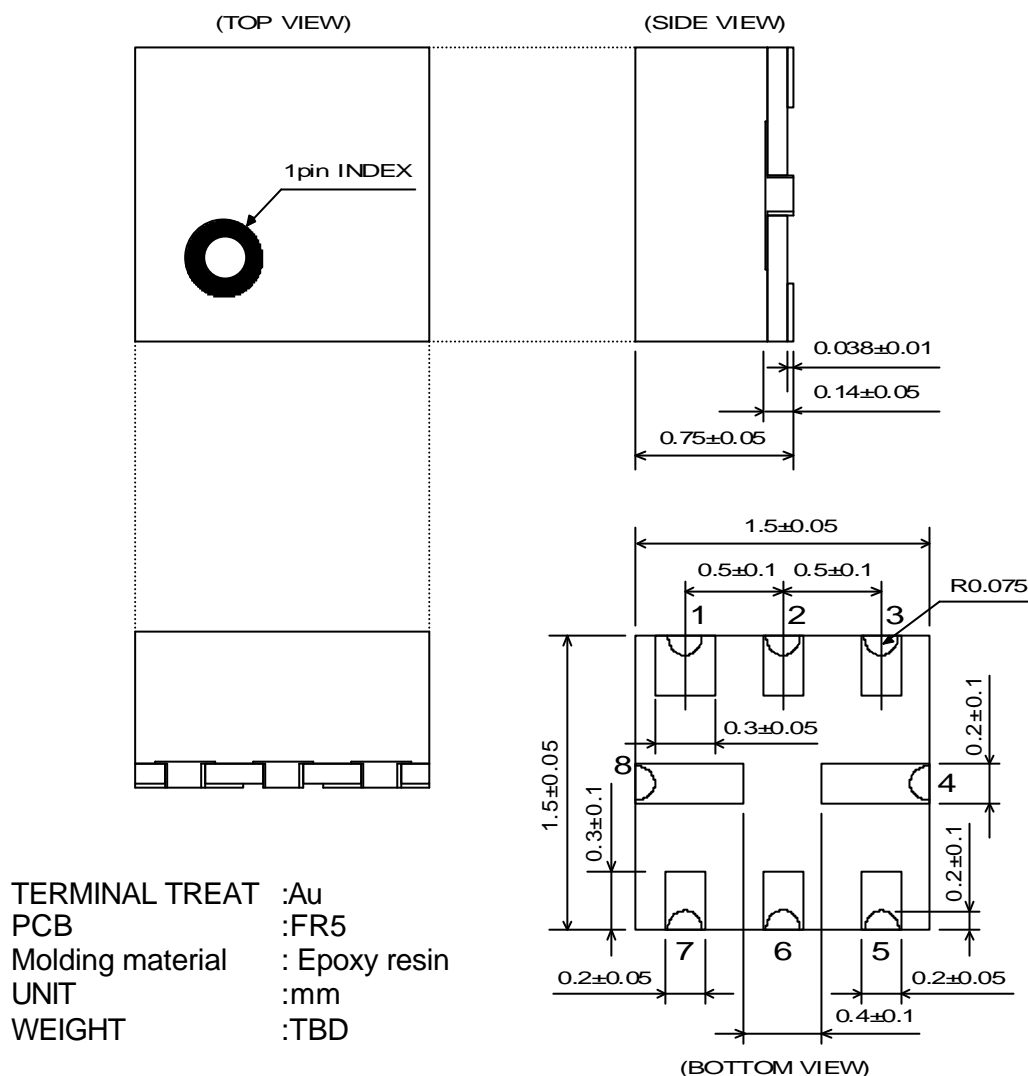 (TOP VIEW)
(SIDE VIEW)
1pin INDEX
0.038±0.01
0.14±0.05
0.75±0.05
1.5±0.05
0.5±0.1
0.5±0.1
R0.075
1
2
3
0.3±0.05
0.2±0.1
8
4
1.5±0.05
0.3±0.1
0.2±0.1
7
6
5
0.2±0.05
0.2±0.05
0.4±0.1
(BOTTOM VIEW)
TERMINAL TREAT :Au
PCB :FR5
Molding material : Epoxy resin
UNIT :mm
WEIGHT :TBD